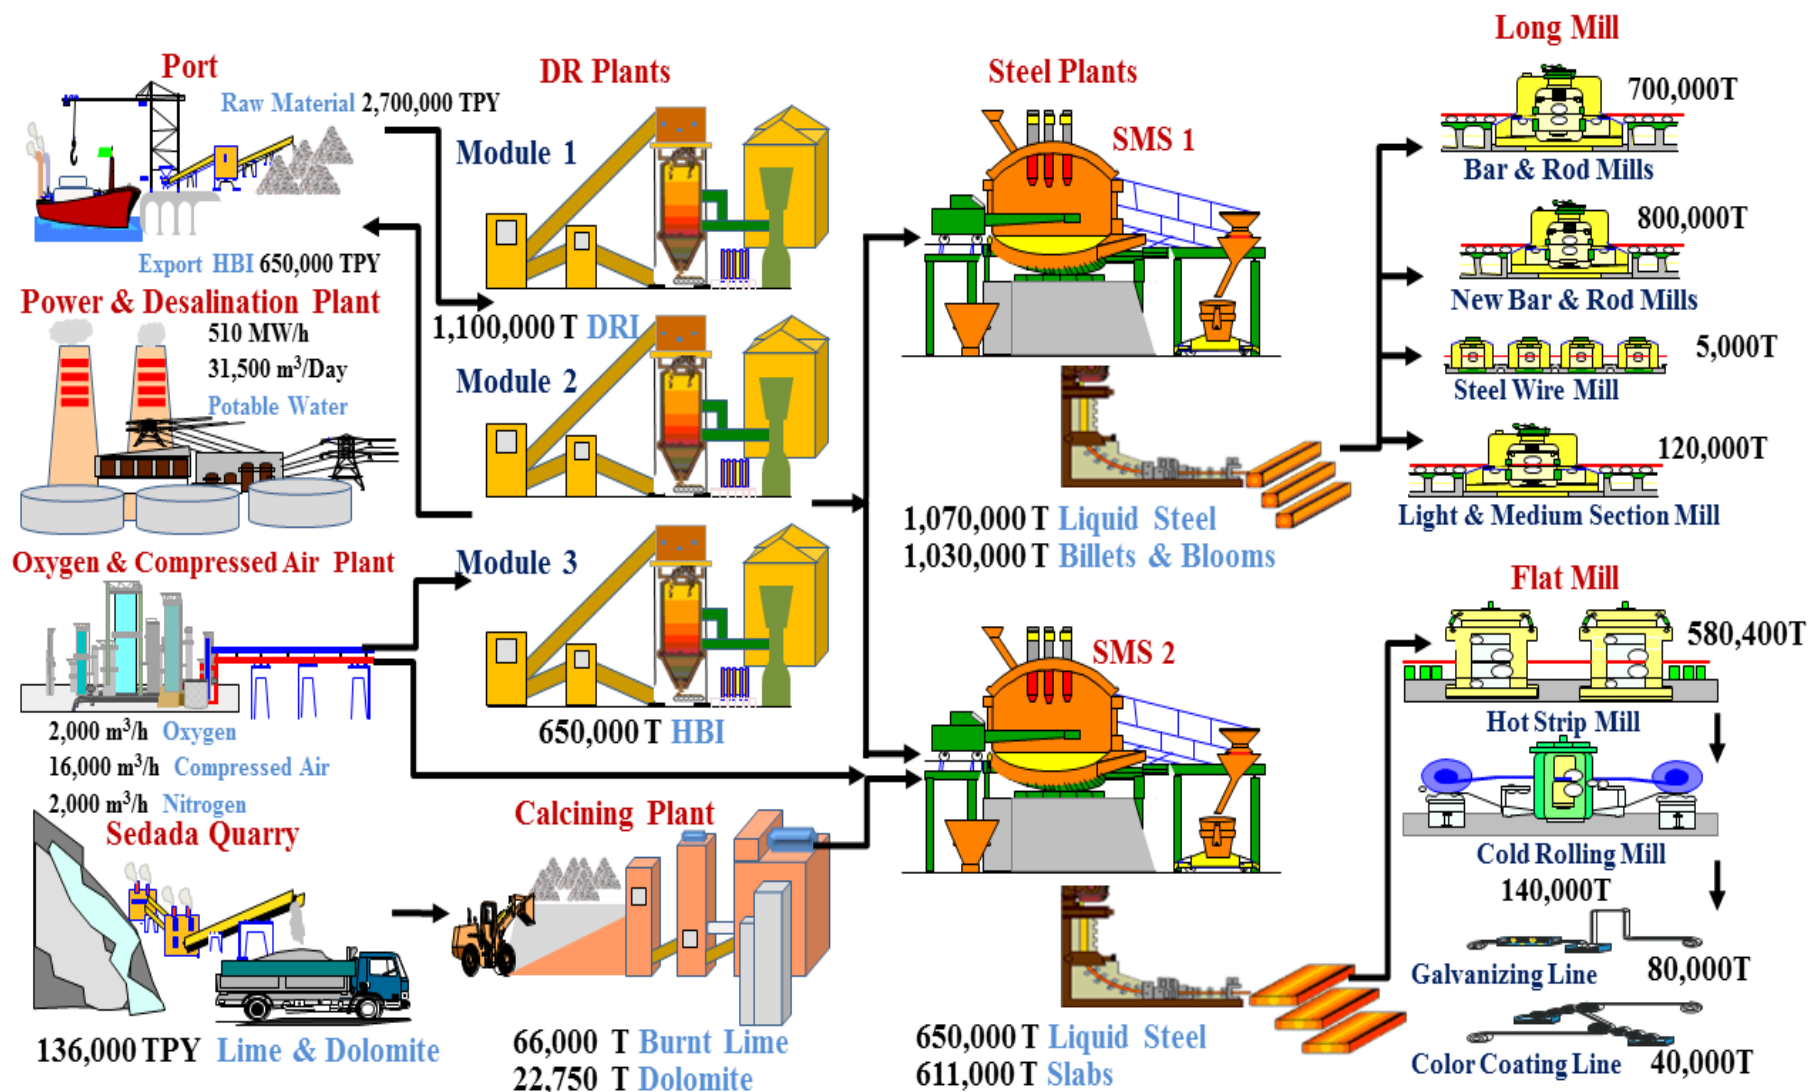 Port
Raw Material 2,700,000 TPY
Export HBI 650,000 TPY
Power & Desalination Plant
510 MW/h
31,500 m³/Day
Potable Water
Oxygen & Compressed Air Plant
2,000 m³/h Oxygen
16,000 m³/h Compressed Air
2,000 m³/h Nitrogen
Sedada Quarry
136,000 TPY Lime & Dolomite
DR Plants
Module 1
1,100,000 T DRI
Module 2
Module 3
650,000 T HBI
Calcining Plant
66,000 T Burnt Lime
22,750 T Dolomite
Steel Plants
SMS 1
1,070,000 T Liquid Steel
1,030,000 T Billets & Blooms
SMS 2
650,000 T Liquid Steel
611,000 T Slabs
Long Mill
700,000T
Bar & Rod Mills
800,000T
New Bar & Rod Mills
5,000T
Steel Wire Mill
120,000T
Light & Medium Section Mill
Flat Mill
580,400T
Hot Strip Mill
Cold Rolling Mill
140,000T
Galvanizing Line 80,000T
Color Coating Line 40,000T